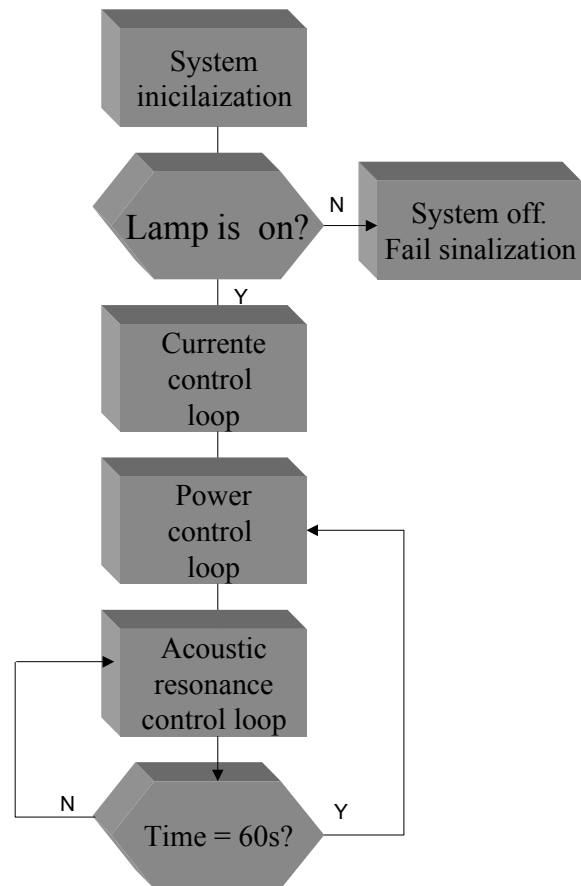 System
inicilaization
Lamp is on?
N
System off.
Fail sinalization
Y
Currente
control
loop
Power
control
loop
Acoustic
resonance
control loop
N
Y
Time = 60s?